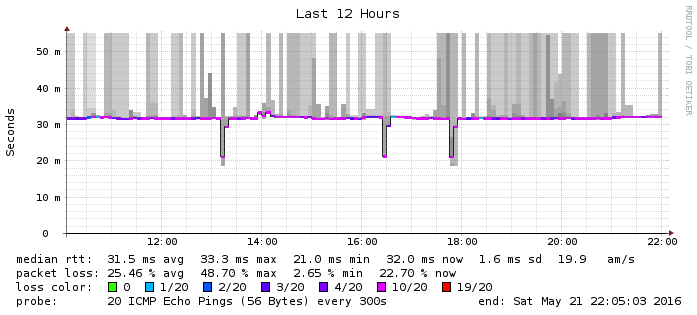 Last 12 Hours
RRDTOOL / TOBI OETIKER
Seconds
50 m
40 m
30 m
20 m
10 m
0
12:00 14:00 16:00 18:00 20:00 22:00
median rtt: 31.5 ms avg 33.3 ms max 21.0 ms min 32.0 ms now 1.6 ms sd 19.9 am/s
packet loss: 25.46 % avg 48.70 % max 2.65 % min 22.70 % now
loss color: 0 1/20 2/20 3/20 4/20 10/20 19/20
probe: 20 ICMP Echo Pings (56 Bytes) every 300s end: Sat May 21 22:05:03 2016